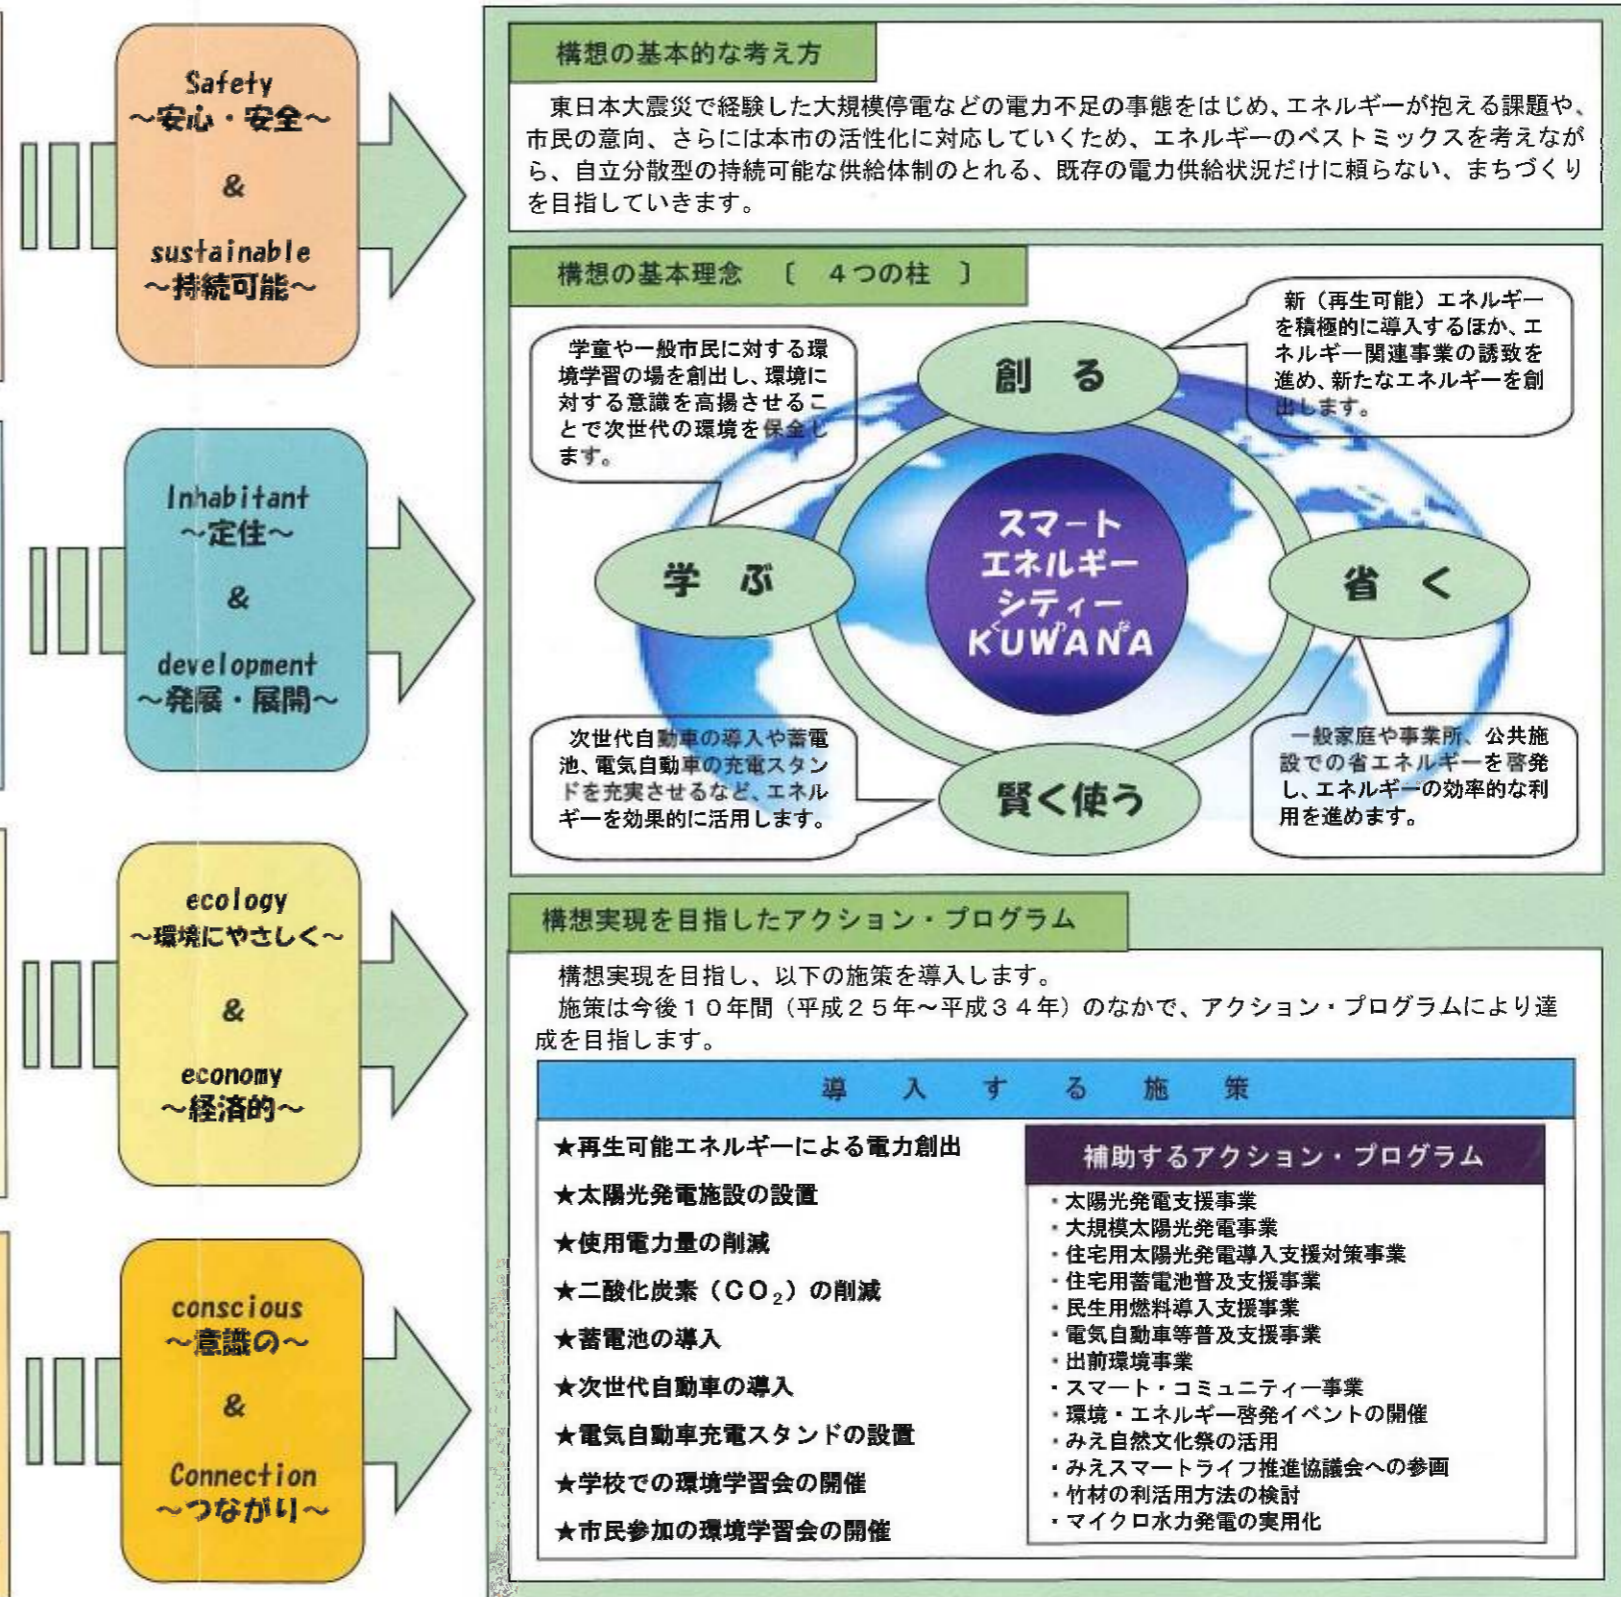 Safety
～安心・安全～
&
sustainable
～持続可能～
Inhabitant
～定住～
&
development
～発展・展開～
ecology
～環境にやさしく～
&
economy
～経済的～
conscious
～意識の～
&
Connection
～つながり～
構想の基本的な考え方
東日本大震災で経験した大規模停電などの電力不足の事態をはじめ、エネルギーが抱える課題や、
市民の意向、さらには本市の活性化に対応していくため、エネルギーのベストミックスを考えなが
ら、自立分散型の持続可能な供給体制のとれる、既存の電力供給状況だけに頼らない、まちづくり
を目指していきます。
構想の基本理念 〔 ４つの柱 〕
創る
新（再生可能）エネルギー
を積極的に導入するほか、エ
ネルギー関連事業の誘致を
進め、新たなエネルギーを創
出します。
学童や一般市民に対する環
境学習の場を創出し、環境に
対する意識を高揚させるこ
とで次世代の環境を保全し
ます。
学ぶ
スマート
エネルギー
シティー
くわな
KUWANA
省く
次世代自動車の導入や蓄電
池、電気自動車の充電スタン
ドを充実させるなど、エネル
ギーを効果的に活用します。
賢く使う
一般家庭や事業所、公共施
設での省エネルギーを啓発
し、エネルギーの効率的な利
用を進めます。
構想実現を目指したアクション・プログラム
構想実現を目指し、以下の施策を導入します。
施策は今後１０年間（平成２５年～平成３４年）のなかで、アクション・プログラムにより達
成を目指します。
導入する施策
★再生可能エネルギーによる電力創出
★太陽光発電施設の設置
★使用電力量の削減
★二酸化炭素（CO₂）の削減
★蓄電池の導入
★次世代自動車の導入
★電気自動車充電スタンドの設置
★学校での環境学習会の開催
★市民参加の環境学習会の開催
補助するアクション・プログラム
・太陽光発電支援事業
・大規模太陽光発電事業
・住宅用太陽光発電導入支援対策事業
・住宅用蓄電池普及支援事業
・民生用燃料導入支援事業
・電気自動車等普及支援事業
・出前環境事業
・スマート・コミュニティー事業
・環境・エネルギー啓発イベントの開催
・みえ自然文化祭の活用
・みえスマートライフ推進協議会への参画
・竹材の利活用方法の検討
・マイクロ水力発電の実用化